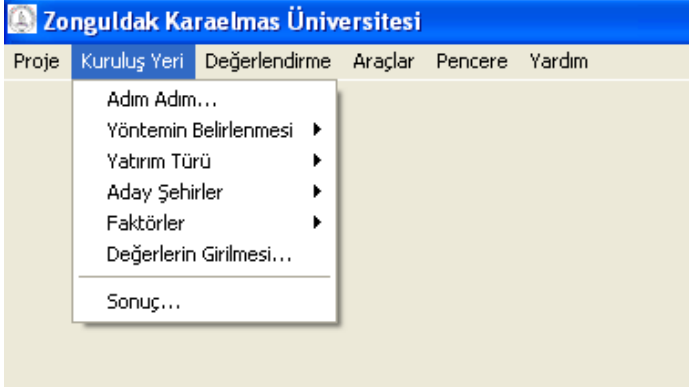 Zonguldak Karaelmas Üniversitesi
Proje Kuruluş Yeri Değerlendirme Araçlar Pencere Yardım
Adım Adım...
Yöntemin Belirlenmesi
Yatırım Türü
Aday Şehirler
Faktörler
Değerlerin Girilmesi...
Sonuç...